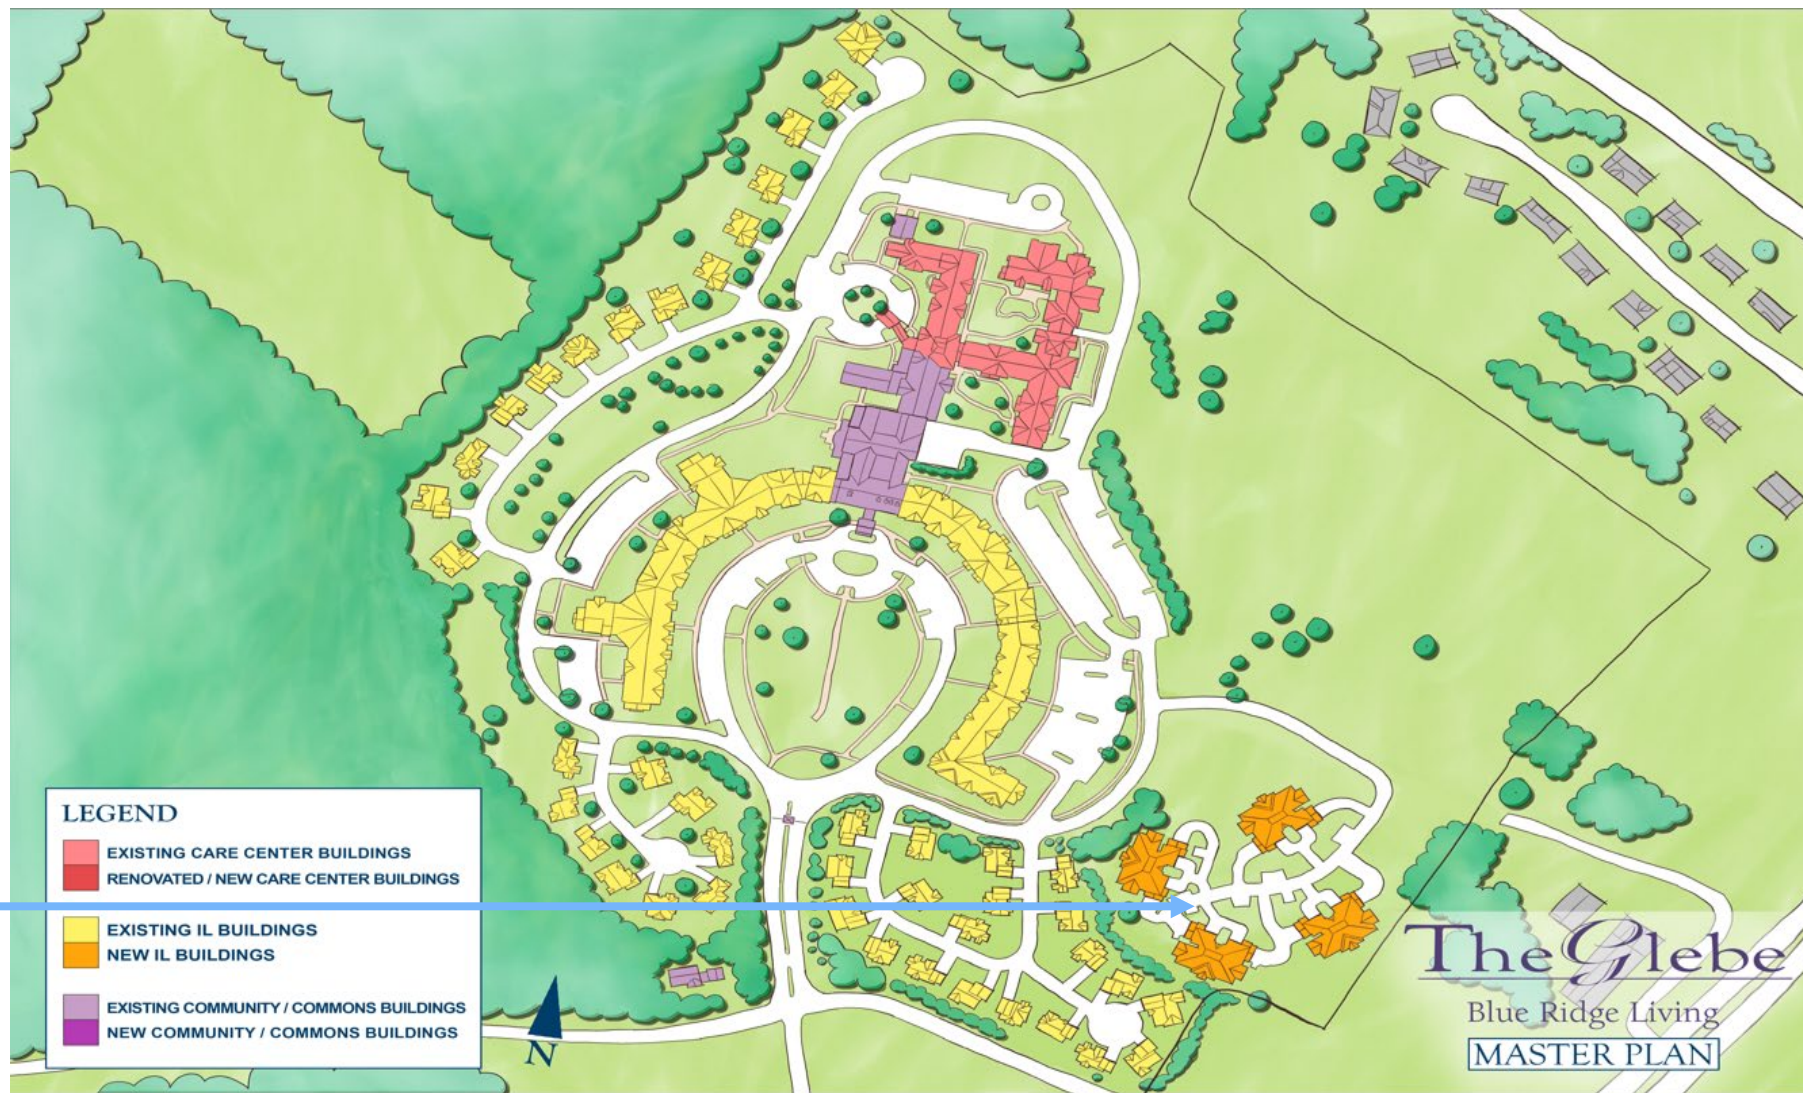 LEGEND
EXISTING CARE CENTER BUILDINGS
RENOVATED / NEW CARE CENTER BUILDINGS
EXISTING IL BUILDINGS
NEW IL BUILDINGS
EXISTING COMMUNITY / COMMONS BUILDINGS
NEW COMMUNITY / COMMONS BUILDINGS
N
The Glebe
Blue Ridge Living
MASTER PLAN